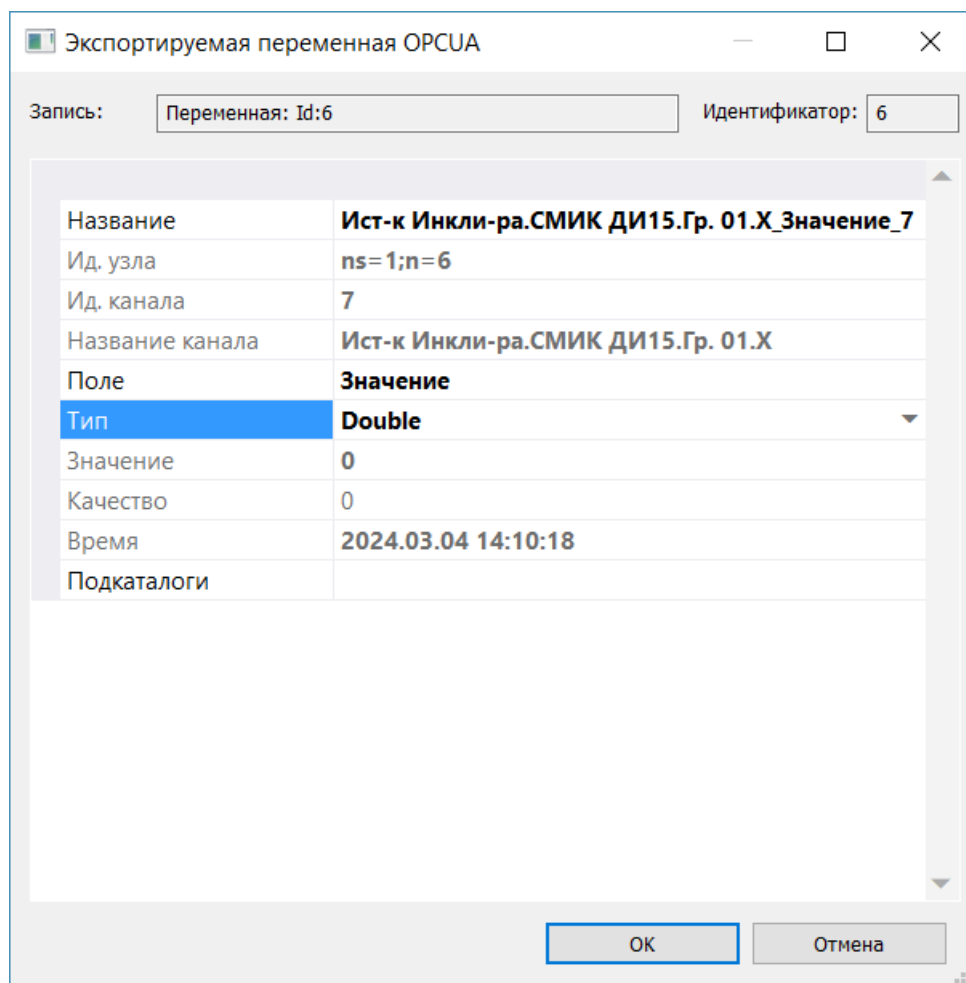 Экспортируемая переменная OPCUA
Запись: Переменная: Id:6 Идентификатор: 6
Название Ист-к Инкли-ра.СМИК ДИ15.Гр. 01.X_Значение_7
Ид. узла ns=1;n=6
Ид. канала 7
Название канала Ист-к Инкли-ра.СМИК ДИ15.Гр. 01.X
Поле Значение
Тип Double
Значение 0
Качество 0
Время 2024.03.04 14:10:18
Подкаталоги
OK Отмена